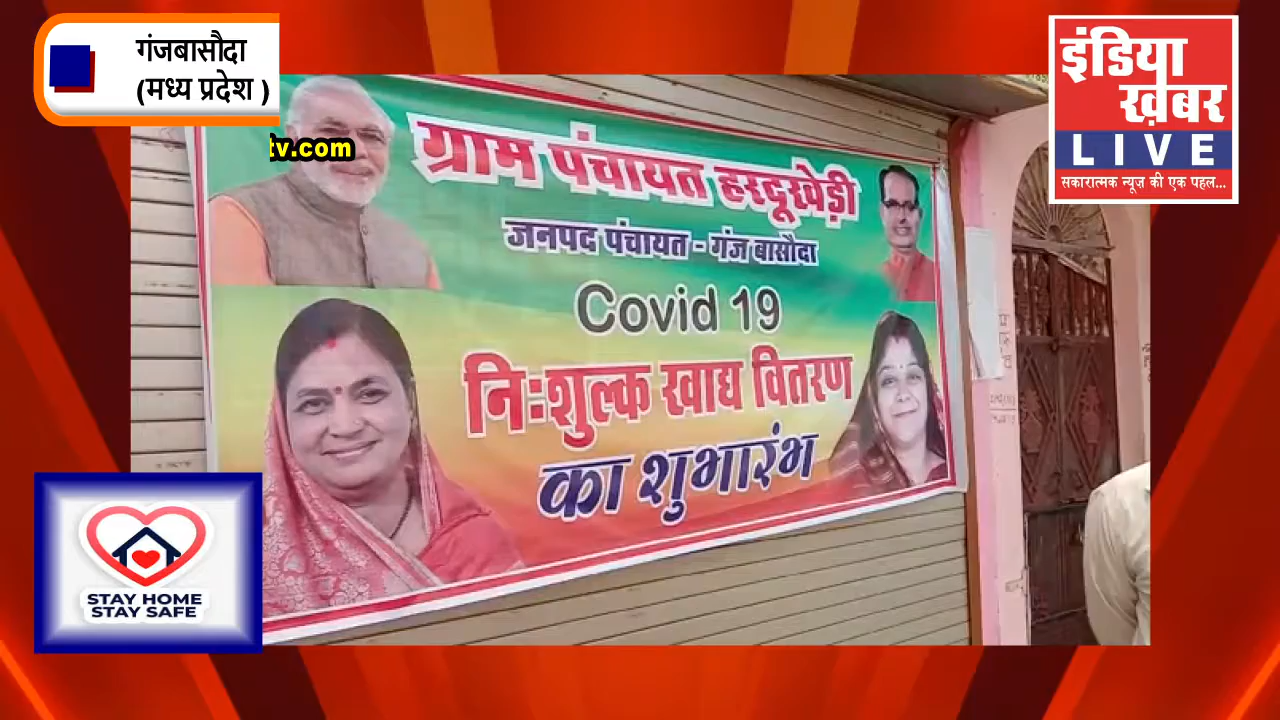 गंजबासौदा
(मध्य प्रदेश )
tv.com
इंडिया
ख़बर
LIVE
सकारात्मक न्यूज की एक पहल...
ग्राम पंचायत हरदूखेड़ी
जनपद पंचायत - गंज बासौदा
Covid 19
निःशुल्क खाद्य वितरण
का शुभारंभ
STAY HOME
STAY SAFE